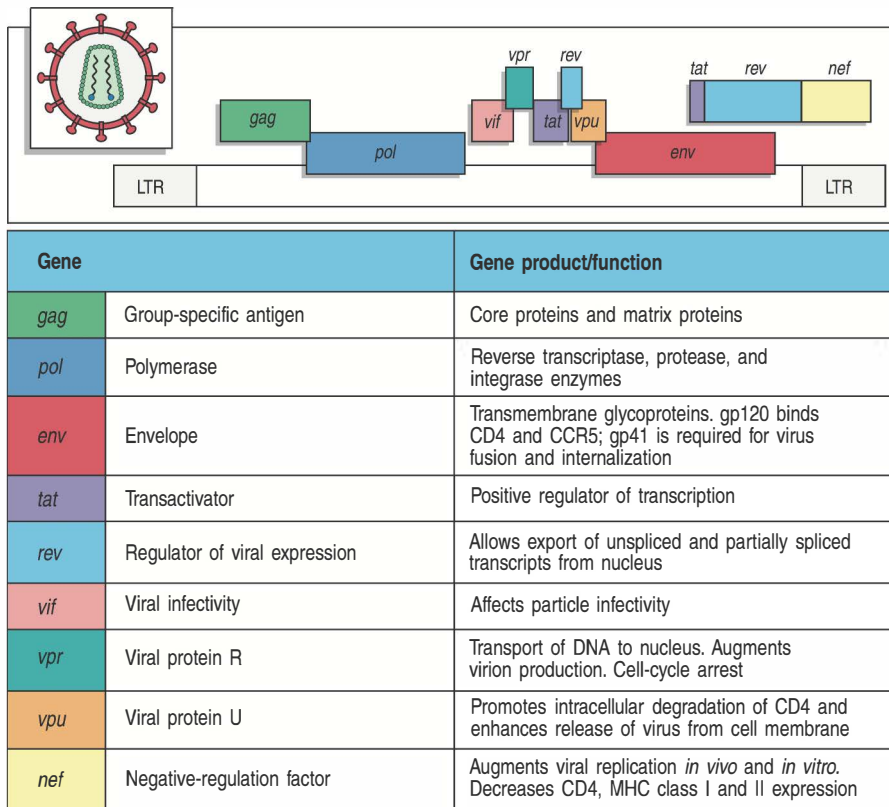 vpr rev
tat rev nef
gag vif tat vpu
pol env
LTR LTR
Gene Gene product/function
gag Group-specific antigen Core proteins and matrix proteins
pol Polymerase Reverse transcriptase, protease, and
integrase enzymes
env Envelope Transmembrane glycoproteins. gp120 binds
CD4 and CCR5; gp41 is required for virus
fusion and internalization
tat Transactivator Positive regulator of transcription
rev Regulator of viral expression Allows export of unspliced and partially spliced
transcripts from nucleus
vif Viral infectivity Affects particle infectivity
vpr Viral protein R Transport of DNA to nucleus. Augments
virion production. Cell-cycle arrest
vpu Viral protein U Promotes intracellular degradation of CD4 and
enhances release of virus from cell membrane
nef Negative-regulation factor Augments viral replication in vivo and in vitro.
Decreases CD4, MHC class I and II expression